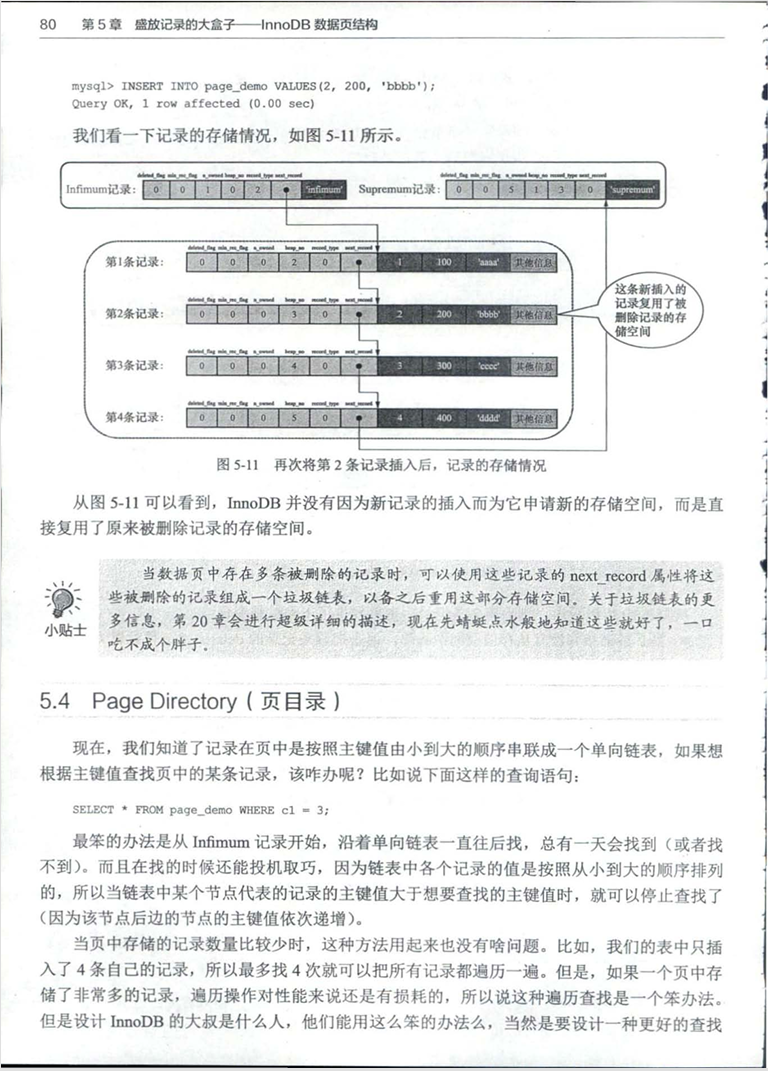 80 第 5 章 盛放记录的大盒子——InnoDB 数据页结构
mysql> INSERT INTO page_demo VALUES(2, 200, 'bbbb');
Query OK, 1 row affected (0.00 sec)
我们看一下记录的存储情况，如图 5-11 所示。
deleted_flag min_rec_flag n_owned heap_no record_type next_record deleted_flag min_rec_flag n_owned heap_no record_type next_record
Infimum记录： 0 0 1 0 2 'infimum' Supremum记录： 0 0 5 1 3 0 'supremum'
deleted_flag min_rec_flag n_owned heap_no record_type next_record
第1条记录： 0 0 0 2 0 1 100 'aaaa' 其他信息
deleted_flag min_rec_flag n_owned heap_no record_type next_record
第2条记录： 0 0 0 3 0 2 200 'bbbb' 其他信息
这条新插入的
记录复用了被
删除记录的存
储空间
deleted_flag min_rec_flag n_owned heap_no record_type next_record
第3条记录： 0 0 0 4 0 3 300 'cccc' 其他信息
deleted_flag min_rec_flag n_owned heap_no record_type next_record
第4条记录： 0 0 0 5 0 4 400 'dddd' 其他信息
图 5-11 再次将第 2 条记录插入后，记录的存储情况
从图 5-11 可以看到，InnoDB 并没有因为新记录的插入而为它申请新的存储空间，而是直
接复用了原来被删除记录的存储空间。
当数据页中存在多条被删除的记录时，可以使用这些记录的 next_record 属性将这
些被删除的记录组成一个垃圾链表，以备之后重用这部分存储空间。关于垃圾链表的更
多信息，第 20 章会进行超级详细的描述，现在先蜻蜓点水般地知道这些就好了，一口
吃不成个胖子。
小贴士
5.4 Page Directory（页目录）
现在，我们知道了记录在页中是按照主键值由小到大的顺序串联成一个单向链表，如果想
根据主键值查找页中的某条记录，该咋办呢？比如说下面这样的查询语句：
SELECT * FROM page_demo WHERE c1 = 3;
最笨的办法是从 Infimum 记录开始，沿着单向链表一直往后找，总有一天会找到（或者找
不到）。而且在找的时候还能投机取巧，因为链表中各个记录的值是按照从小到大的顺序排列
的，所以当链表中某个节点代表的记录的主键值大于想要查找的主键值时，就可以停止查找了
（因为该节点后边的节点的主键值依次递增）。
当页中存储的记录数量比较少时，这种方法用起来也没有啥问题。比如，我们的表中只插
入了 4 条自己的记录，所以最多找 4 次就可以把所有记录都遍历一遍。但是，如果一个页中存
储了非常多的记录，遍历操作对性能来说还是有损耗的，所以说这种遍历查找是一个笨办法。
但是设计 InnoDB 的大叔是什么人，他们能用这么笨的办法么，当然是要设计一种更好的查找